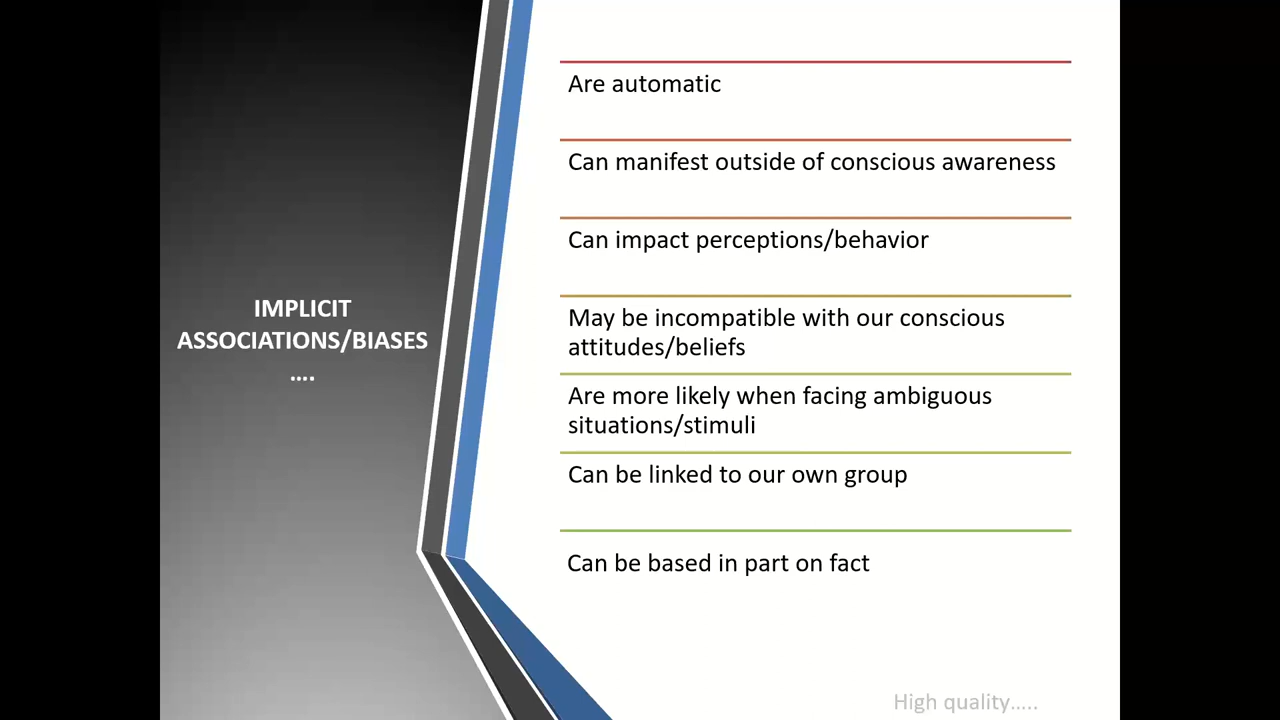 IMPLICIT
ASSOCIATIONS/BIASES
....
Are automatic
Can manifest outside of conscious awareness
Can impact perceptions/behavior
May be incompatible with our conscious
attitudes/beliefs
Are more likely when facing ambiguous
situations/stimuli
Can be linked to our own group
Can be based in part on fact
High quality.....